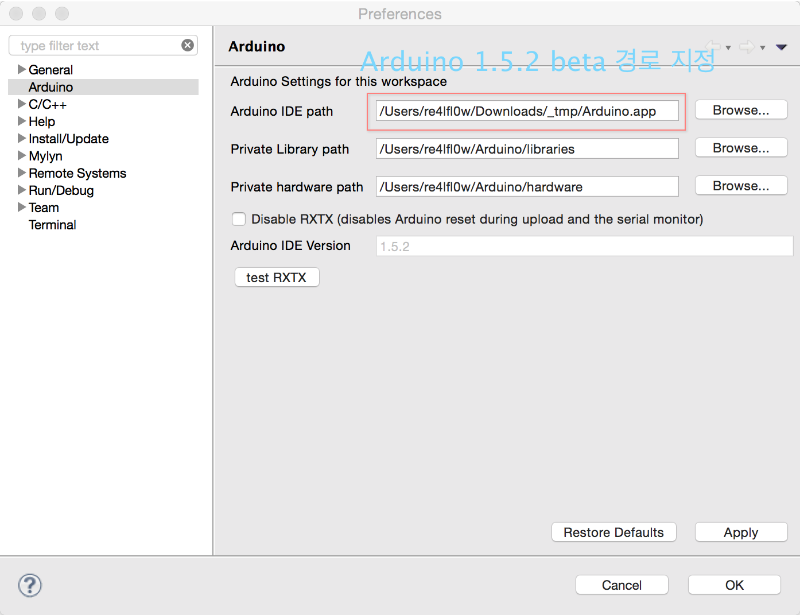 Preferences
type filter text
General
Arduino
C/C++
Help
Install/Update
Mylyn
Remote Systems
Run/Debug
Team
Terminal
Arduino
Arduino 1.5.2 beta 경로 지정
Arduino Settings for this workspace
Arduino IDE path /Users/re4lfl0w/Downloads/_tmp/Arduino.app Browse...
Private Library path /Users/re4lfl0w/Arduino/libraries Browse...
Private hardware path /Users/re4lfl0w/Arduino/hardware Browse...
Disable RXTX (disables Arduino reset during upload and the serial monitor)
Arduino IDE Version 1.5.2
test RXTX
Restore Defaults Apply
? Cancel OK